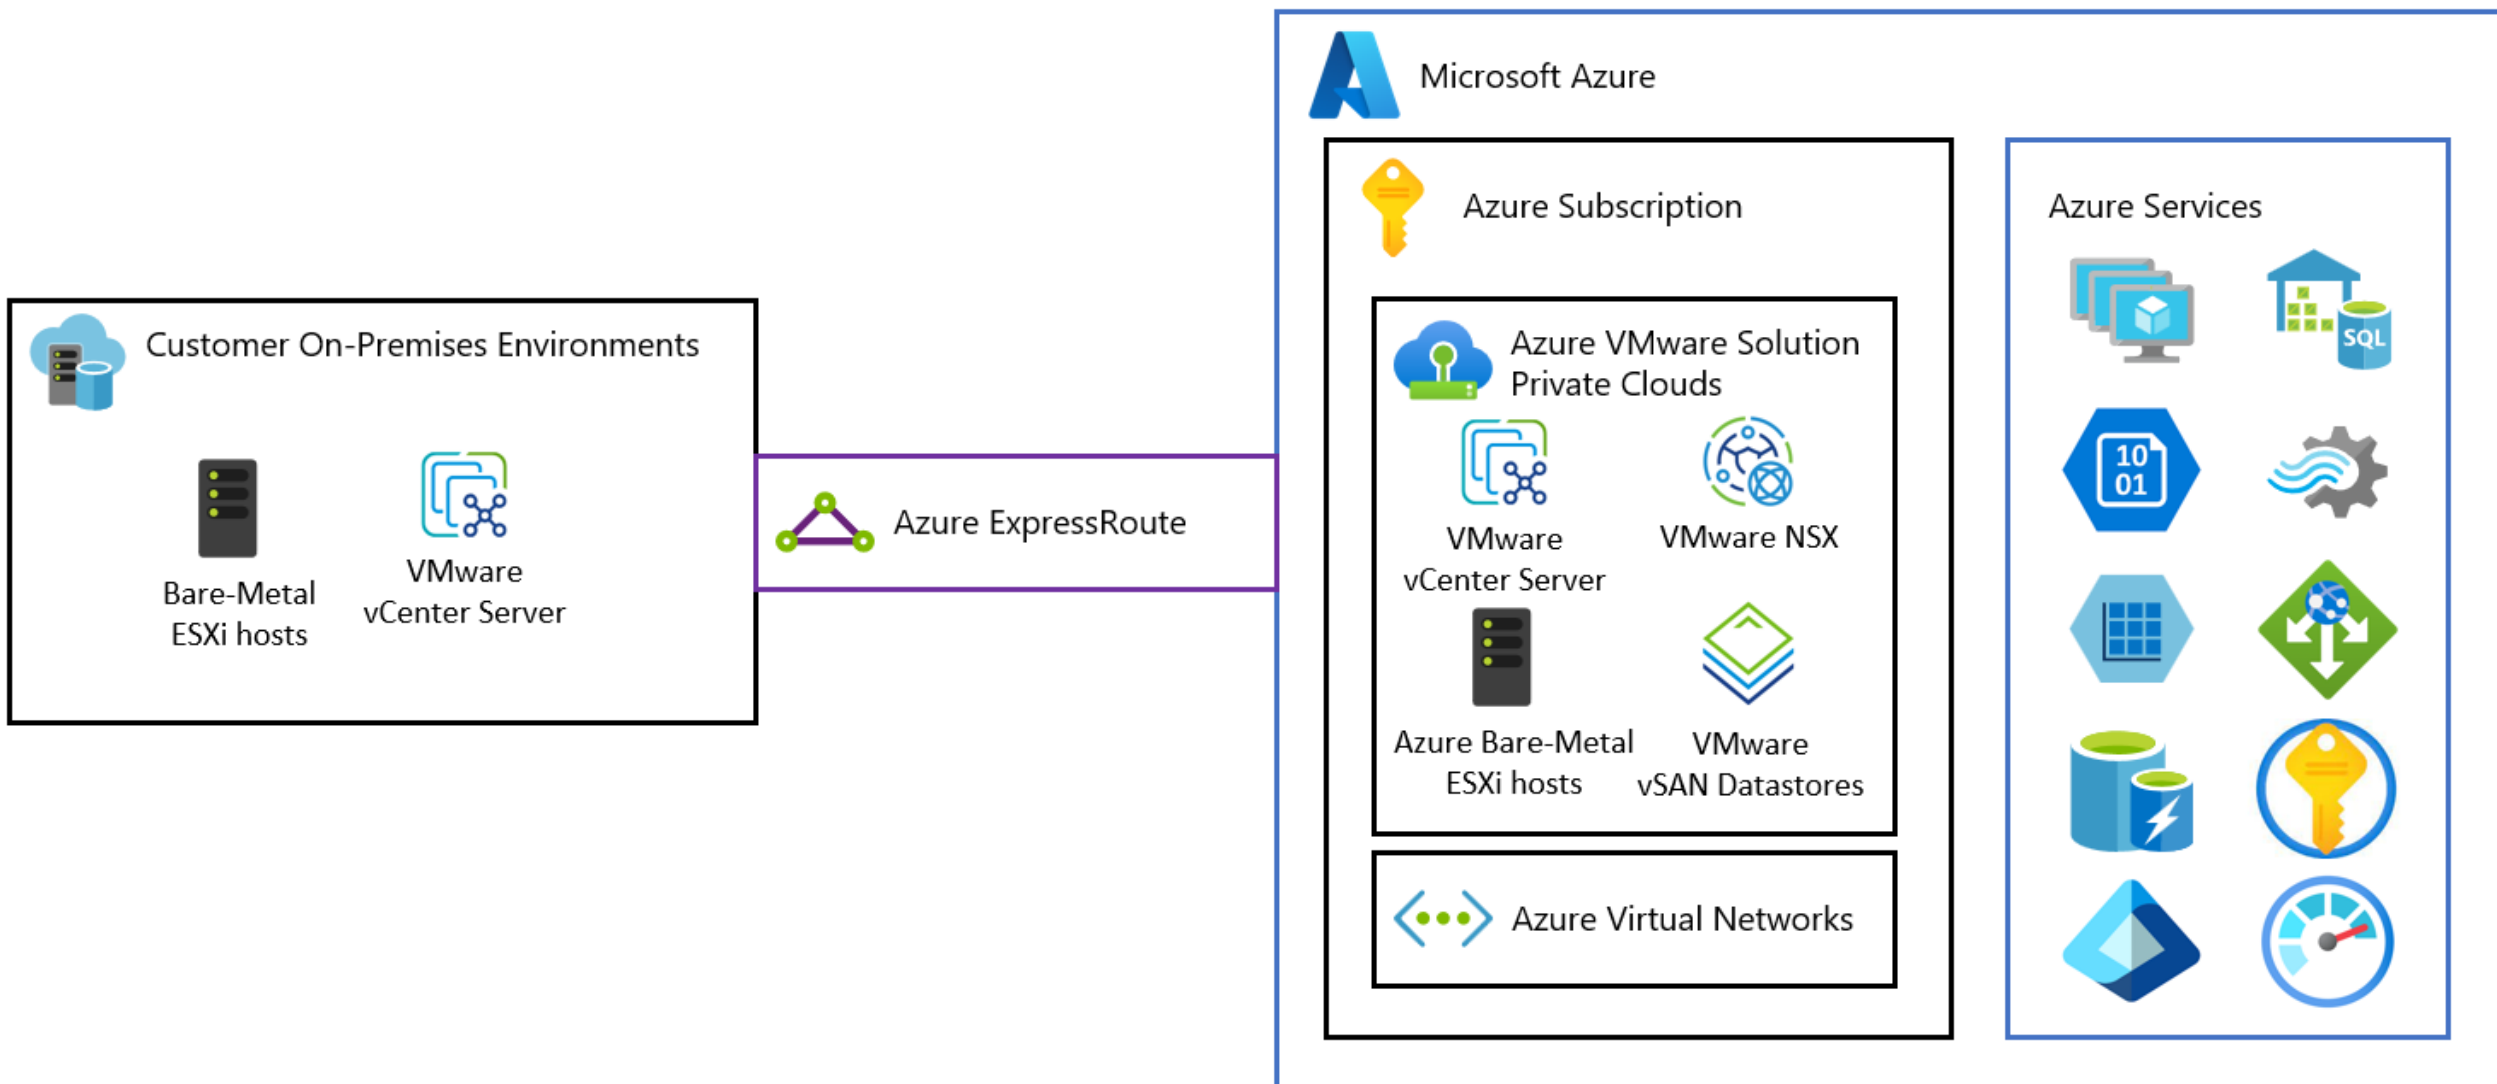 Microsoft Azure
Azure Subscription
Azure Services
Customer On-Premises Environments
Bare-Metal
ESXi hosts
VMware
vCenter Server
Azure ExpressRoute
Azure VMware Solution
Private Clouds
VMware
vCenter Server
VMware NSX
Azure Bare-Metal
ESXi hosts
VMware
vSAN Datastores
Azure Virtual Networks
SQL
10
01